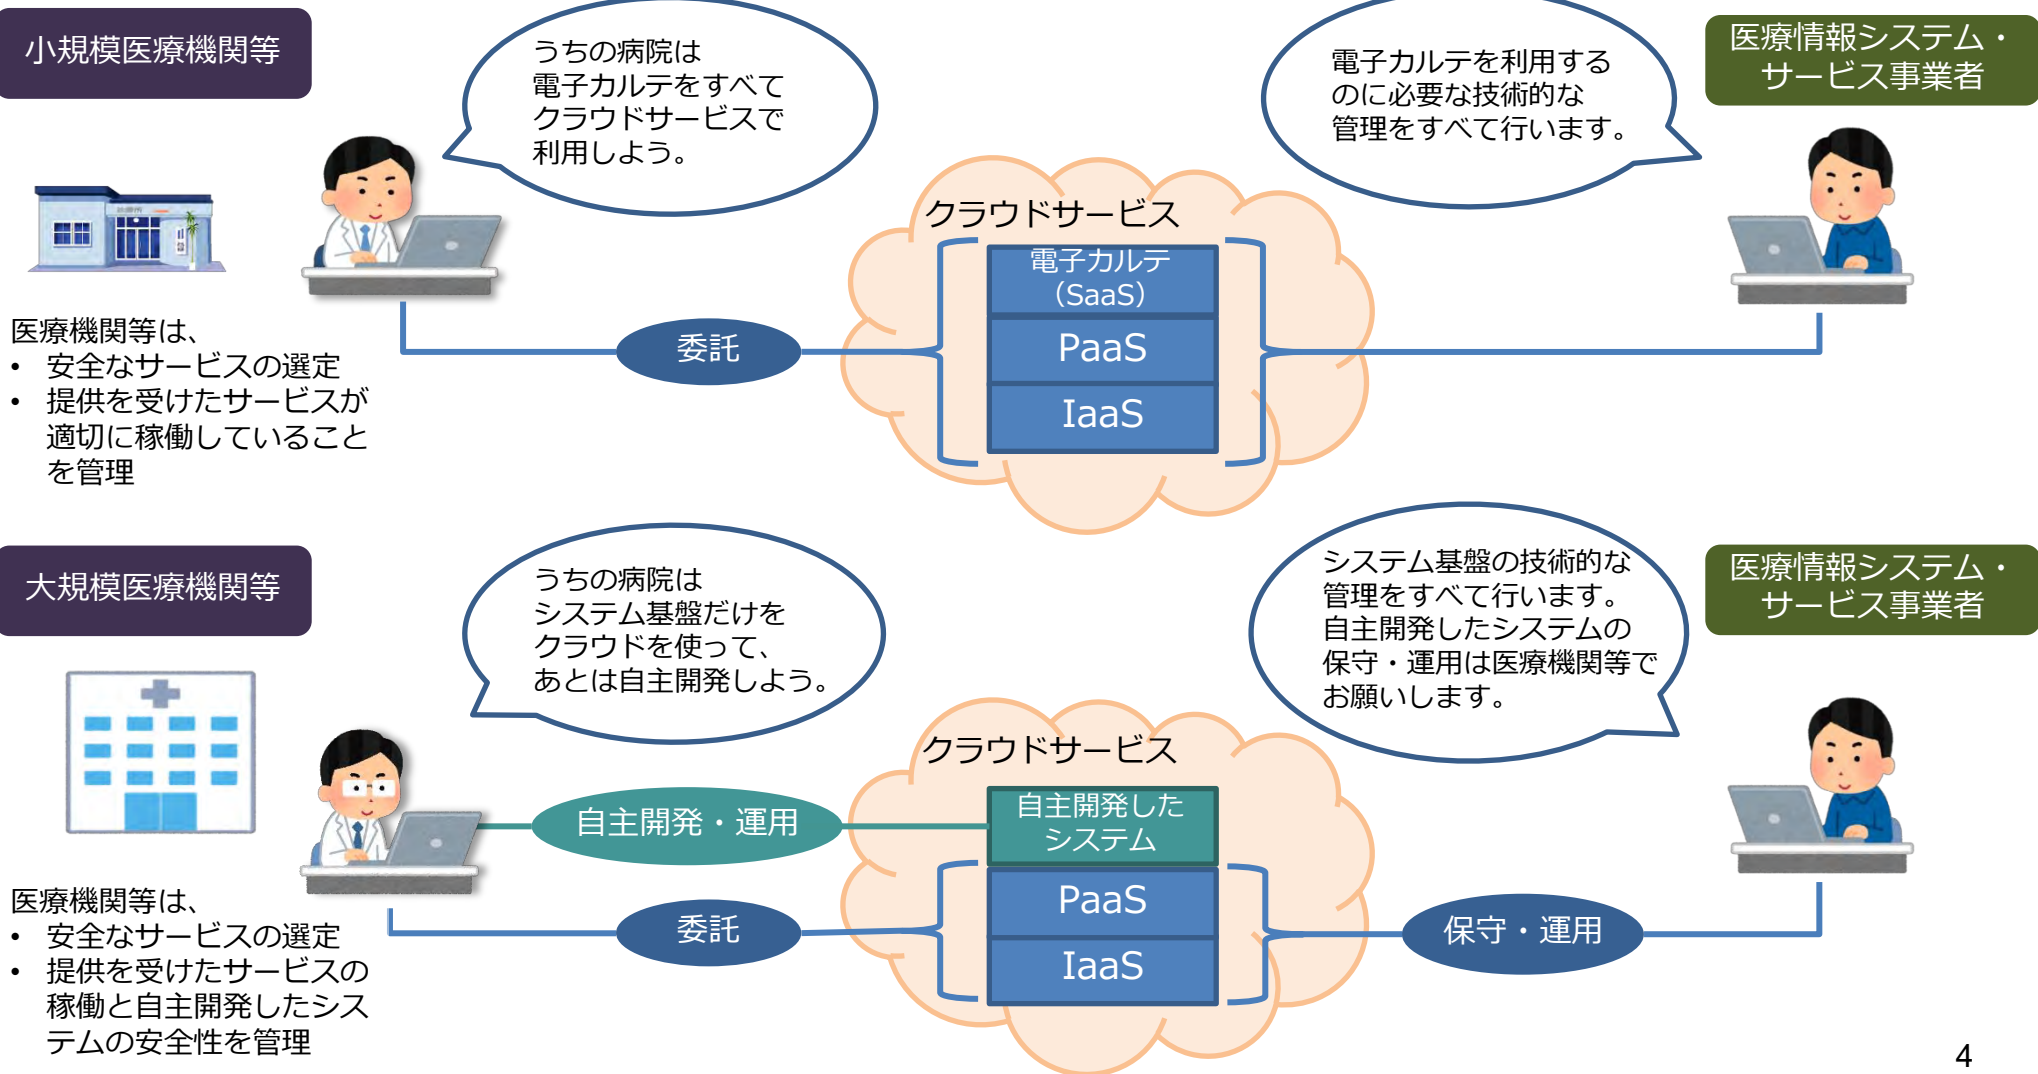 小規模医療機関等
うちの病院は
電子カルテをすべて
クラウドサービスで
利用しよう。
電子カルテを利用する
のに必要な技術的な
管理をすべて行います。
医療情報システム・
サービス事業者
クラウドサービス
電子カルテ
（SaaS）
PaaS
IaaS
委託
医療機関等は、
• 安全なサービスの選定
• 提供を受けたサービスが
適切に稼働していること
を管理
大規模医療機関等
うちの病院は
システム基盤だけを
クラウドを使って、
あとは自主開発しよう。
システム基盤の技術的な
管理をすべて行います。
自主開発したシステムの
保守・運用は医療機関等で
お願いします。
医療情報システム・
サービス事業者
クラウドサービス
自主開発・運用
自主開発した
システム
PaaS
IaaS
委託
保守・運用
医療機関等は、
• 安全なサービスの選定
• 提供を受けたサービスの
稼働と自主開発したシス
テムの安全性を管理
4